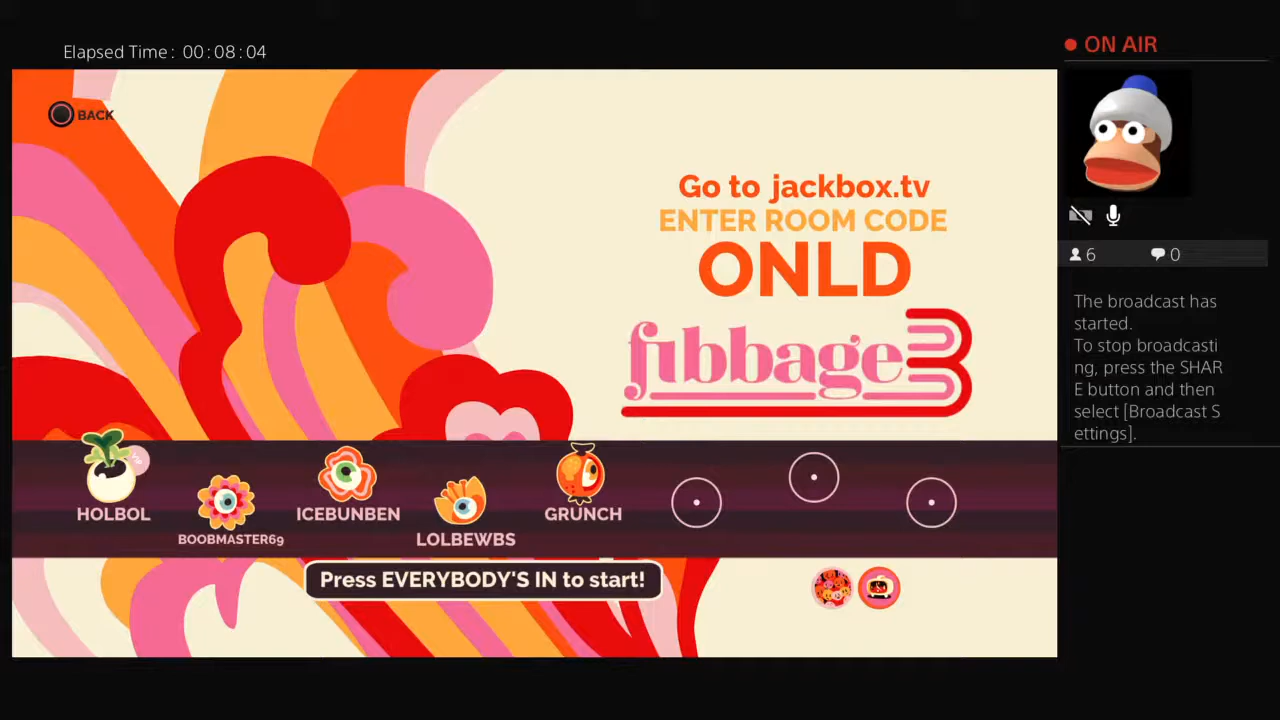 Elapsed Time: 00:08:04
ON AIR
BACK
Go to jackbox.tv
ENTER ROOM CODE
ONLD
fibbage 3
HOLBOL
BOOBMASTER69
ICEBUNBEN
LOLBEWBS
GRUNCH
Press EVERYBODY'S IN to start!
6
0
The broadcast has
started.
To stop broadcasti
ng, press the SHAR
E button and then
select [Broadcast S
ettings].